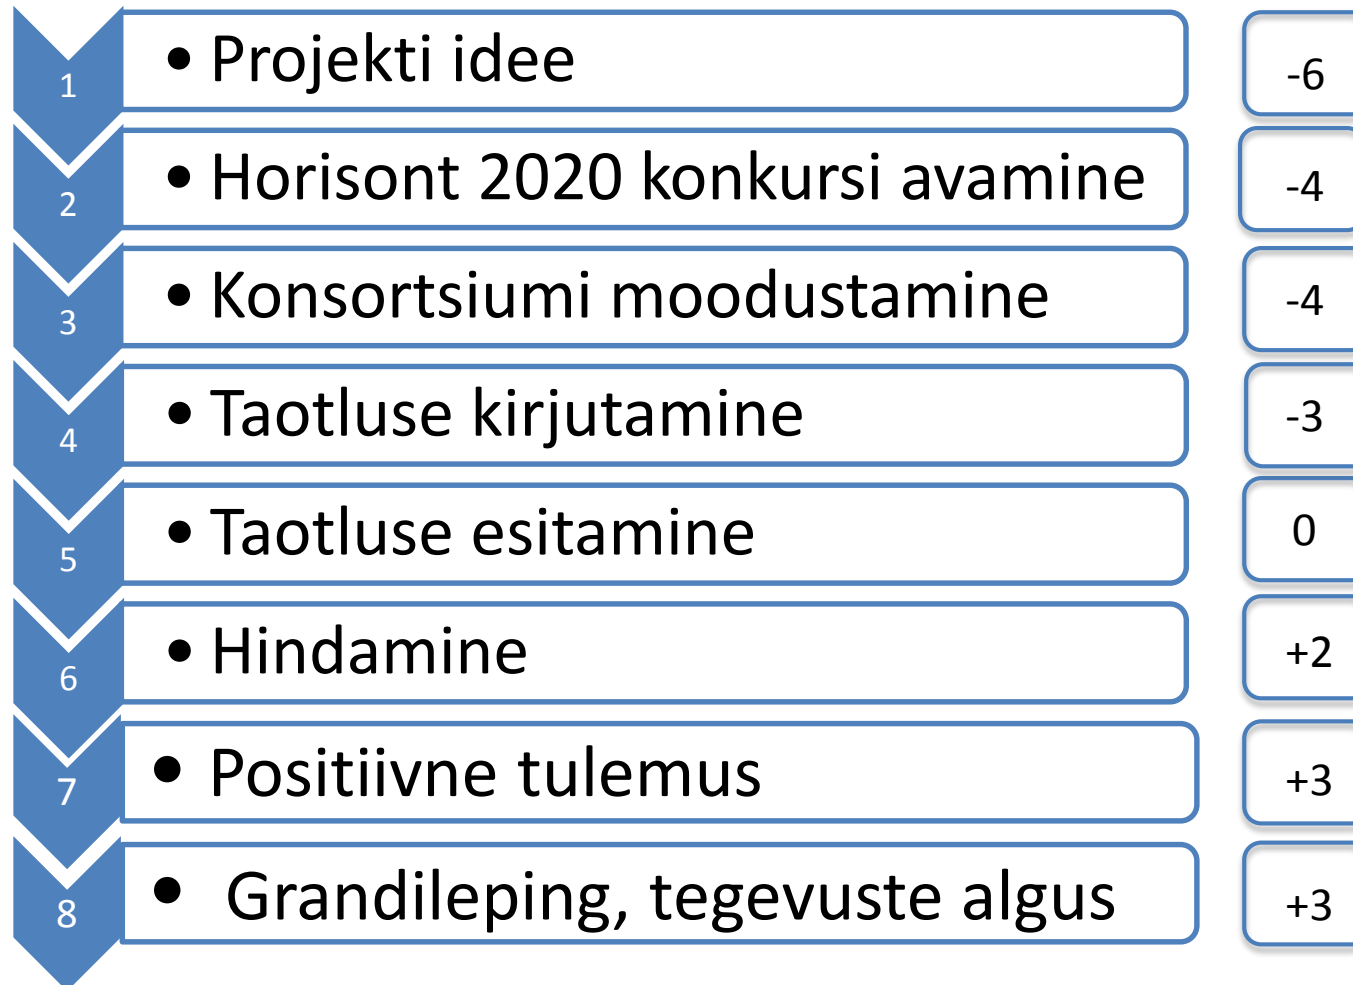 1 • Projekti idee -6
2 • Horisont 2020 konkursi avamine -4
3 • Konsortsiumi moodustamine -4
4 • Taotluse kirjutamine -3
5 • Taotluse esitamine 0
6 • Hindamine +2
7 • Positiivne tulemus +3
8 • Grandileping, tegevuste algus +3